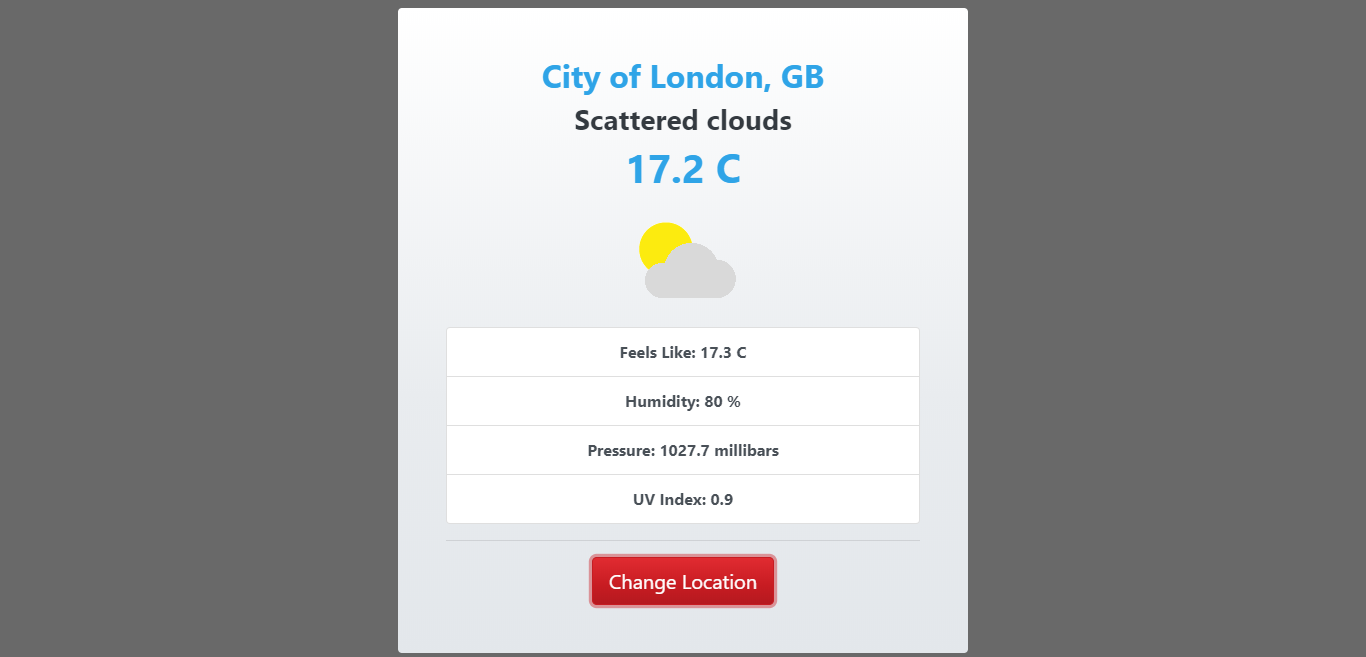 City of London, GB
Scattered clouds
17.2 C
Feels Like: 17.3 C
Humidity: 80 %
Pressure: 1027.7 millibars
UV Index: 0.9
Change Location